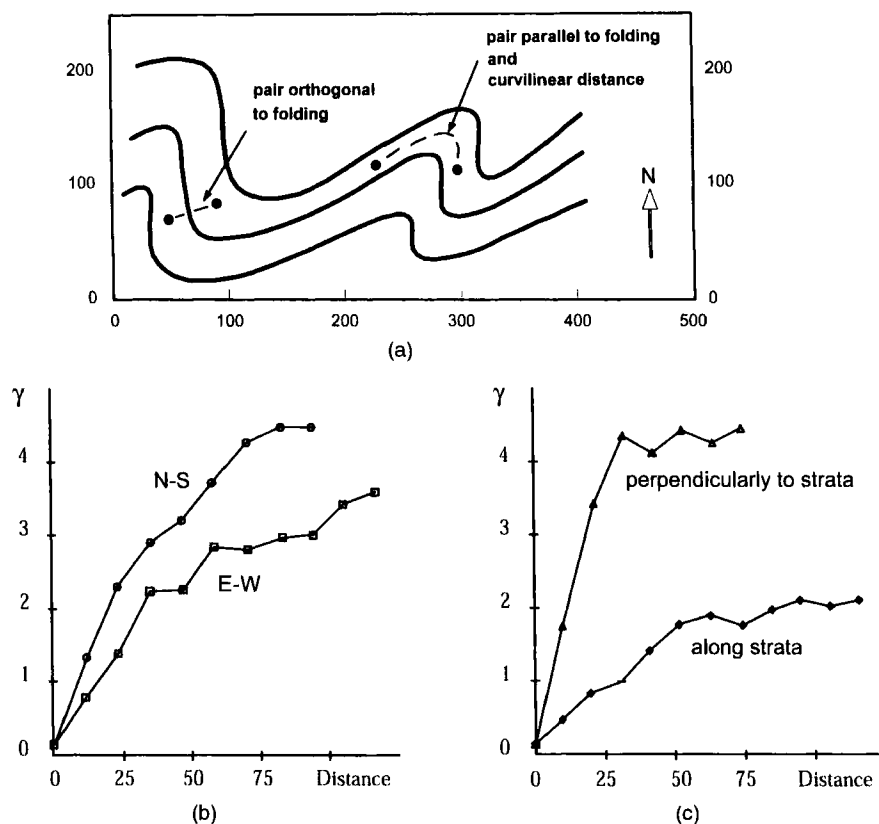 pair parallel to folding
and
curvilinear distance
200
pair orthogonal
to folding
200
100
N
100
0
0
0
100
200
300
400
500
(a)
γ
4
3
2
1
0
N-S
E-W
0
25
50
75
Distance
(b)
γ
4
3
2
1
0
perpendicularly to strata
along strata
0
25
50
75
Distance
(c)